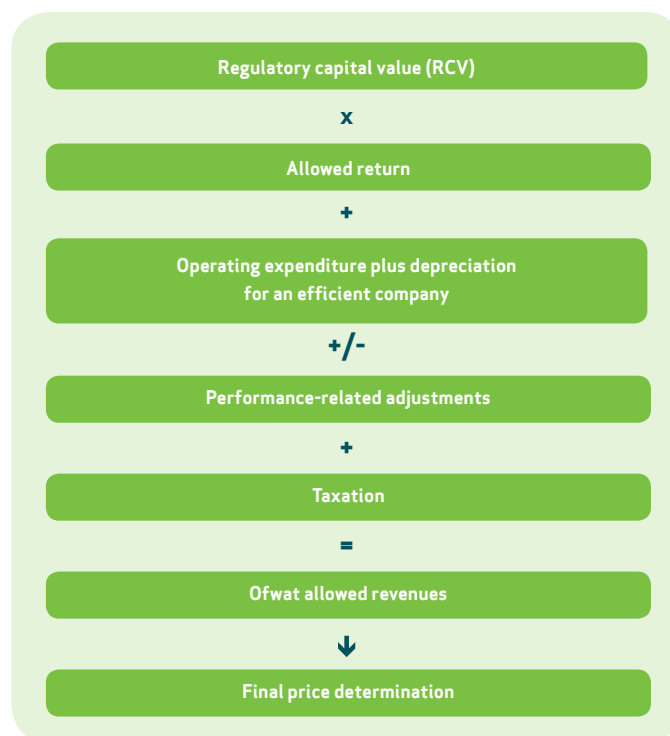 Regulatory capital value (RCV)
x
Allowed return
+
Operating expenditure plus depreciation
for an efficient company
+/-
Performance-related adjustments
+
Taxation
=
Ofwat allowed revenues
↓
Final price determination